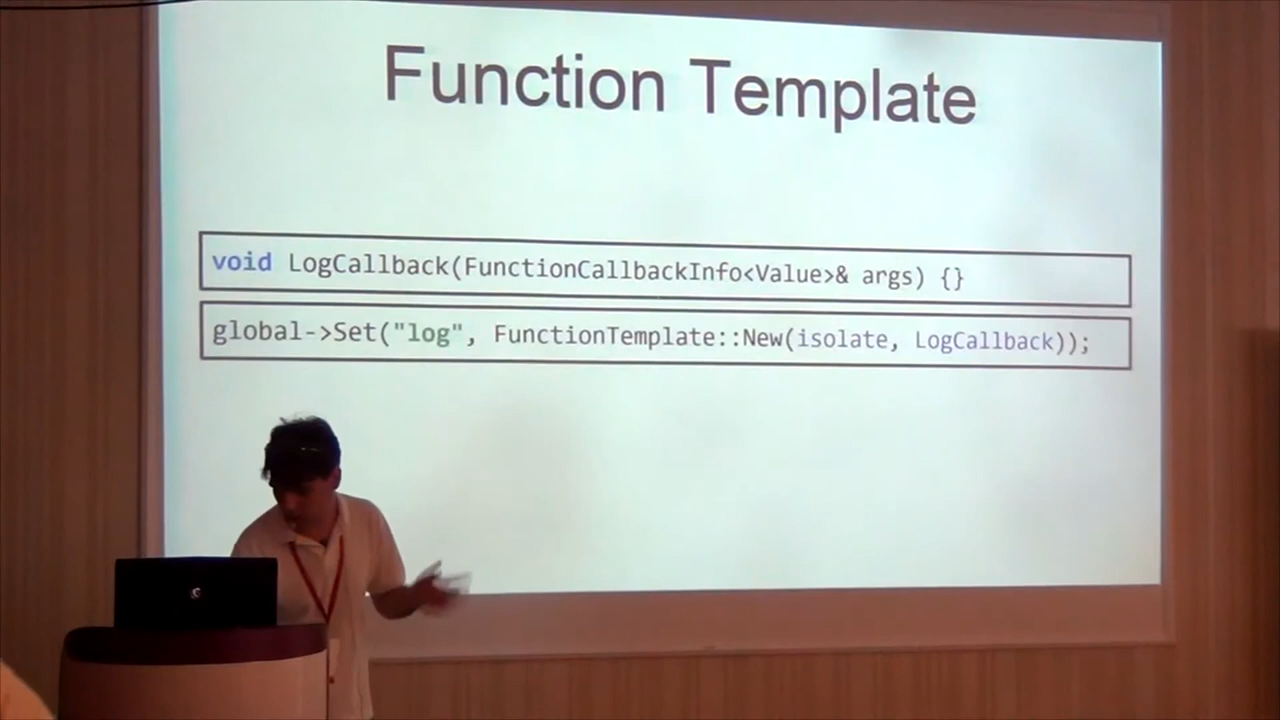 Function Template
void LogCallback(FunctionCallbackInfo<Value>& args) {}
global->Set("log", FunctionTemplate::New(isolate, LogCallback));